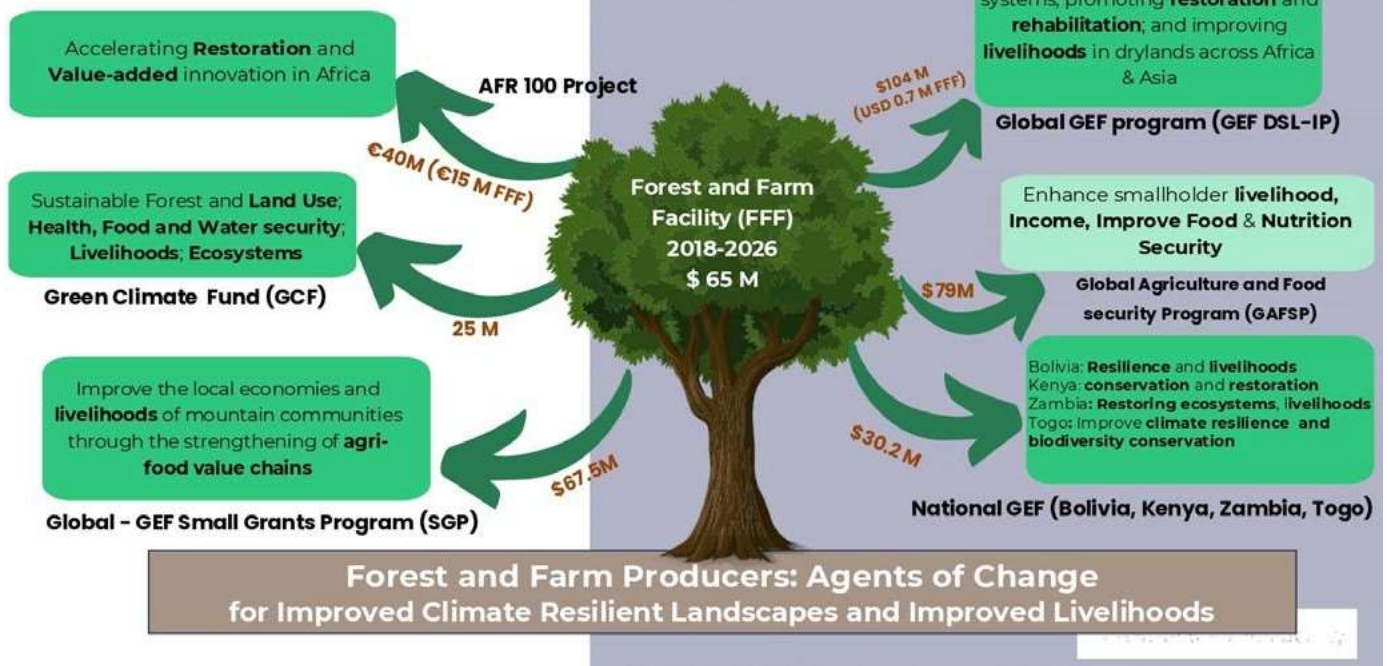 Accelerating Restoration and
Value-added innovation in Africa
AFR 100 Project
€40M (€15 M FFF)
Sustainable Forest and Land Use;
Health, Food and Water security;
Livelihoods; Ecosystems
Green Climate Fund (GCF)
25 M
Improve the local economies and
livelihoods of mountain communities
through the strengthening of agri-
food value chains
Global - GEF Small Grants Program (SGP)
$67.5M
Forest and Farm
Facility (FFF)
2018-2026
$ 65 M
systems, promoting restoration and
rehabilitation; and improving
livelihoods in drylands across Africa
& Asia
$104 M
(USD 0.7 M FFF)
Global GEF program (GEF DSL-IP)
Enhance smallholder livelihood,
Income, Improve Food & Nutrition
Security
$79M
Global Agriculture and Food
security Program (GAFSP)
Bolivia: Resilience and livelihoods
Kenya: conservation and restoration
Zambia: Restoring ecosystems, livelihoods
Togo: Improve climate resilience and
biodiversity conservation
$30.2 M
National GEF (Bolivia, Kenya, Zambia, Togo)
Forest and Farm Producers: Agents of Change
for Improved Climate Resilient Landscapes and Improved Livelihoods